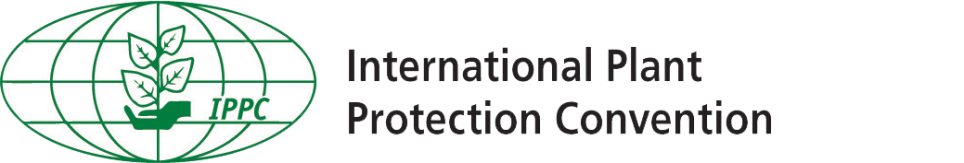 IPPC
International Plant
Protection Convention